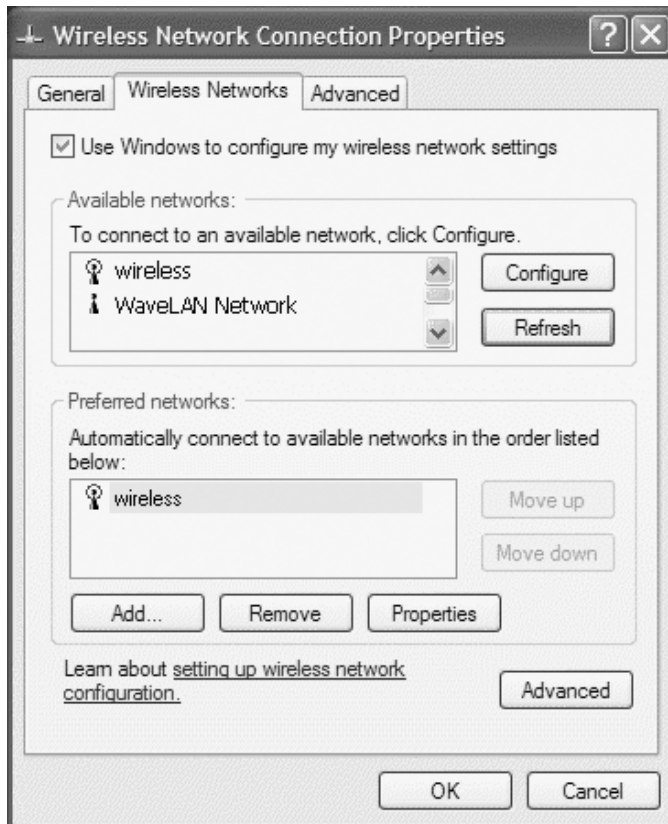 Wireless Network Connection Properties
General
Wireless Networks
Advanced
Use Windows to configure my wireless network settings
Available networks:
To connect to an available network, click Configure.
wireless
WaveLAN Network
Configure
Refresh
Preferred networks:
Automatically connect to available networks in the order listed
below:
wireless
Move up
Move down
Add...
Remove
Properties
Learn about setting up wireless network
configuration.
Advanced
OK
Cancel